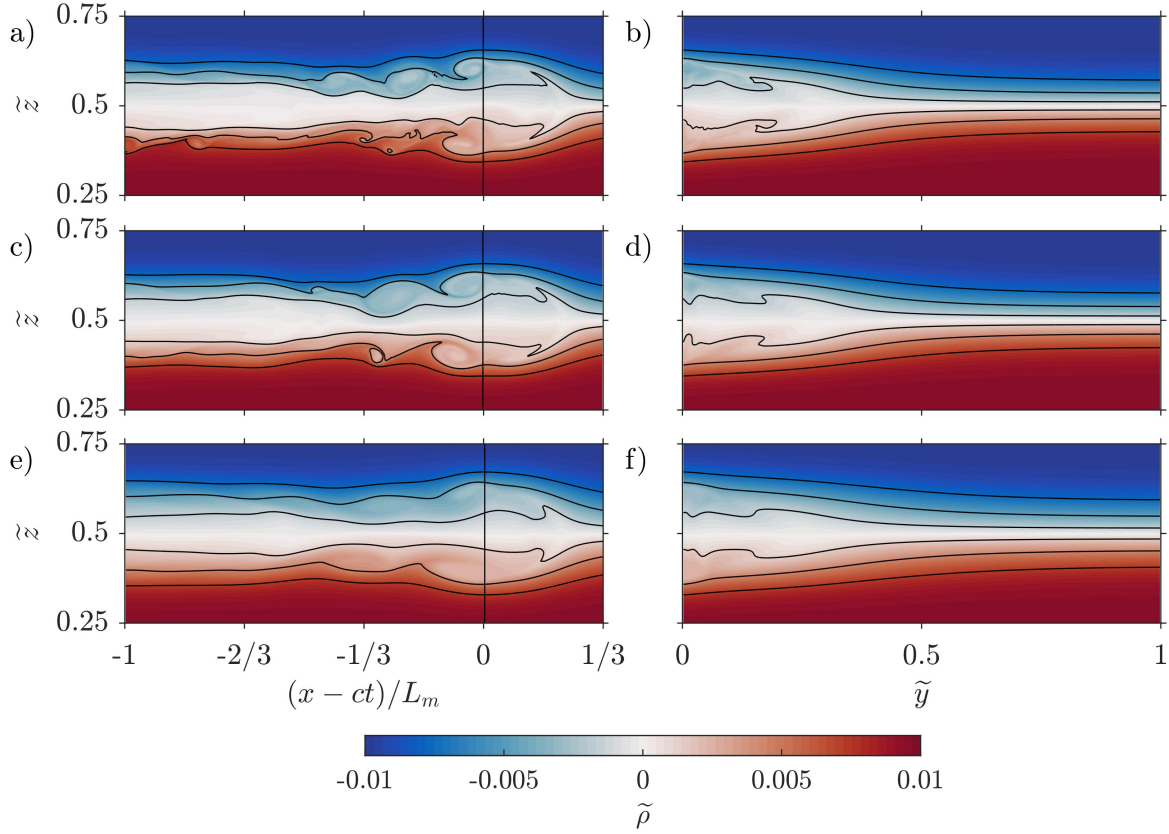 a) 0.75 b)
z̃ 0.5
0.25
c) 0.75 d)
z̃ 0.5
0.25
e) 0.75 f)
z̃ 0.5
0.25
-1 -2/3 -1/3 0 1/3 0 0.5 1
(x − ct)/L_m ỹ
-0.01 -0.005 0 0.005 0.01
ρ̃